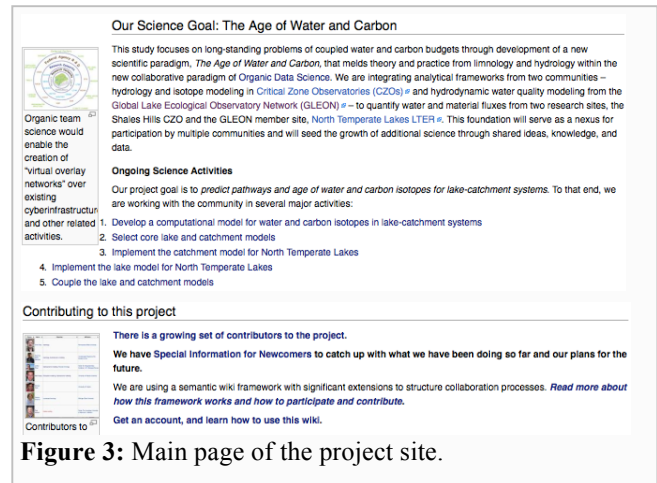 Our Science Goal: The Age of Water and Carbon
This study focuses on long-standing problems of coupled water and carbon budgets through development of a new
scientific paradigm, The Age of Water and Carbon, that melds theory and practice from limnology and hydrology within the
new collaborative paradigm of Organic Data Science. We are integrating analytical frameworks from two communities –
hydrology and isotope modeling in Critical Zone Observatories (CZOs) and hydrodynamic water quality modeling from the
Global Lake Ecological Observatory Network (GLEON) – to quantify water and material fluxes from two research sites, the
Shales Hills CZO and the GLEON member site, North Temperate Lakes LTER. This foundation will serve as a nexus for
participation by multiple communities and will seed the growth of additional science through shared ideas, knowledge, and
data.
Organic team
science would
enable the
creation of
"virtual overlay
networks" over
existing
cyberinfrastructur
and other related
activities.
Ongoing Science Activities
Our project goal is to predict pathways and age of water and carbon isotopes for lake-catchment systems. To that end, we
are working with the community in several major activities:
1. Develop a computational model for water and carbon isotopes in lake-catchment systems
2. Select core lake and catchment models
3. Implement the catchment model for North Temperate Lakes
4. Implement the lake model for North Temperate Lakes
5. Couple the lake and catchment models
Contributing to this project
There is a growing set of contributors to the project.
We have Special Information for Newcomers to catch up with what we have been doing so far and our plans for the
future.
We are using a semantic wiki framework with significant extensions to structure collaboration processes. Read more about
how this framework works and how to participate and contribute.
Get an account, and learn how to use this wiki.
Contributors to
Figure 3: Main page of the project site.